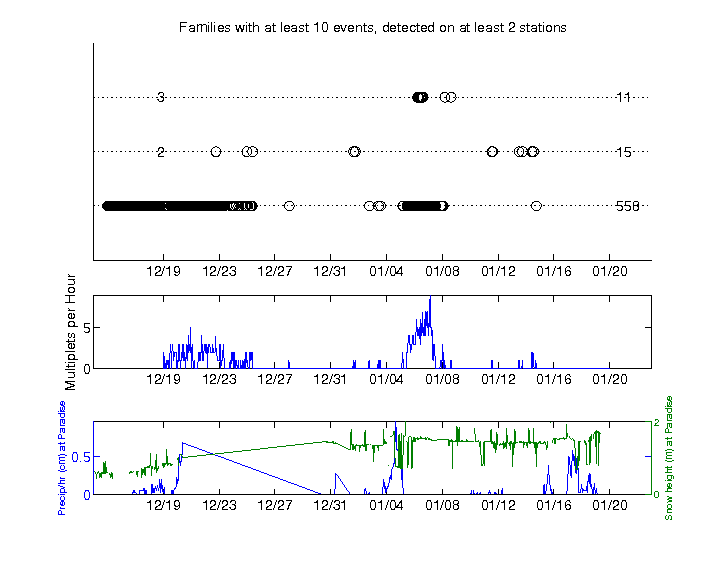 Families with at least 10 events, detected on at least 2 stations
3 11
2 15
558
12/19 12/23 12/27 12/31 01/04 01/08 01/12 01/16 01/20
Multiplets per Hour
5
0
12/19 12/23 12/27 12/31 01/04 01/08 01/12 01/16 01/20
Precip/hr (cm) at Paradise
0.5
0
2
0
Snow height (m) at Paradise
12/19 12/23 12/27 12/31 01/04 01/08 01/12 01/16 01/20